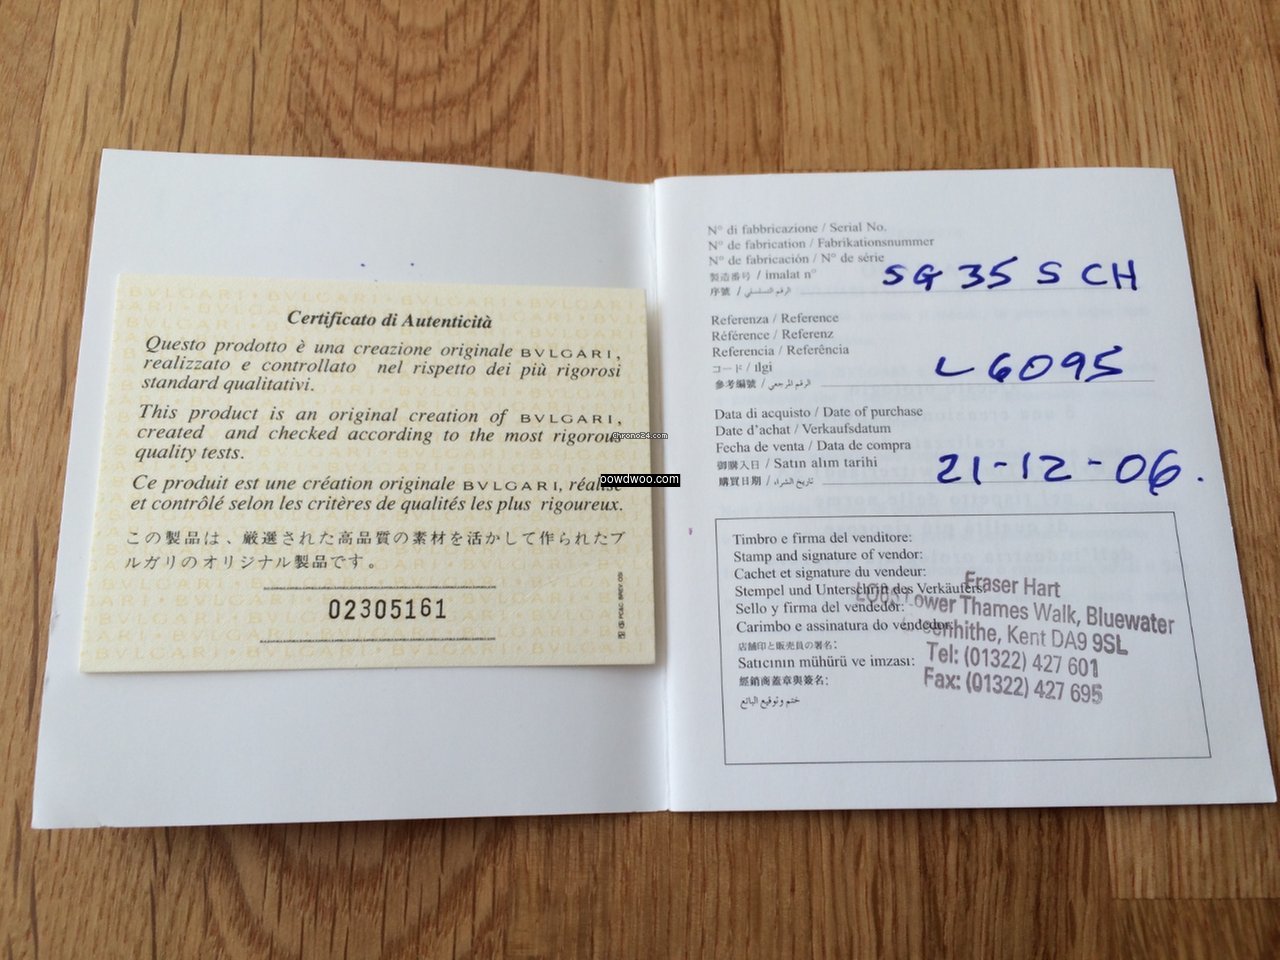 Certificato di Autenticità
Questo prodotto è una creazione originale BVLGARI,
realizzato e controllato nel rispetto dei più rigorosi
standard qualitativi.
This product is an original creation of BVLGARI,
created and checked according to the most rigorous
quality tests.
Ce produit est une création originale BVLGARI, réalisé
et contrôlé selon les critères de qualités les plus rigoureux.
この製品は、厳選された高品質の素材を活かして作られたブ
ルガリのオリジナル製品です。
02305161
Chrono24.com
powdwoo.com
N° di fabbricazione / Serial No.
N° de fabrication / Fabrikationsnummer
N° de fabricación / N° de série
製造番号 / imalat n°
序號 / الرقم التسلسلي
SG 35 S CH
Referenza / Reference
Référence / Referenz
Referencia / Referência
コード / Ilgi
参考編號 / الرقم المرجعي
L6095
Data di acquisto / Date of purchase
Date d'achat / Verkaufsdatum
Fecha de venta / Data de compra
御購入日 / Satın alım tarihi
購買日期 / تاريخ الشراء
21-12-06.
Timbro e firma del venditore:
Stamp and signature of vendor:
Cachet et signature du vendeur:
Stempel und Unterschrift des Verkäufers:
Sello y firma del vendedor:
Carimbo e assinatura do vendedor:
店舗印と販売員の署名:
Satıcının mühürü ve imzası:
經銷商蓋章與簽名:
ختم وتوقيع البائع
Fraser Hart
Lower Thames Walk, Bluewater
Greenhithe, Kent DA9 9SL
Tel: (01322) 427 601
Fax: (01322) 427 695